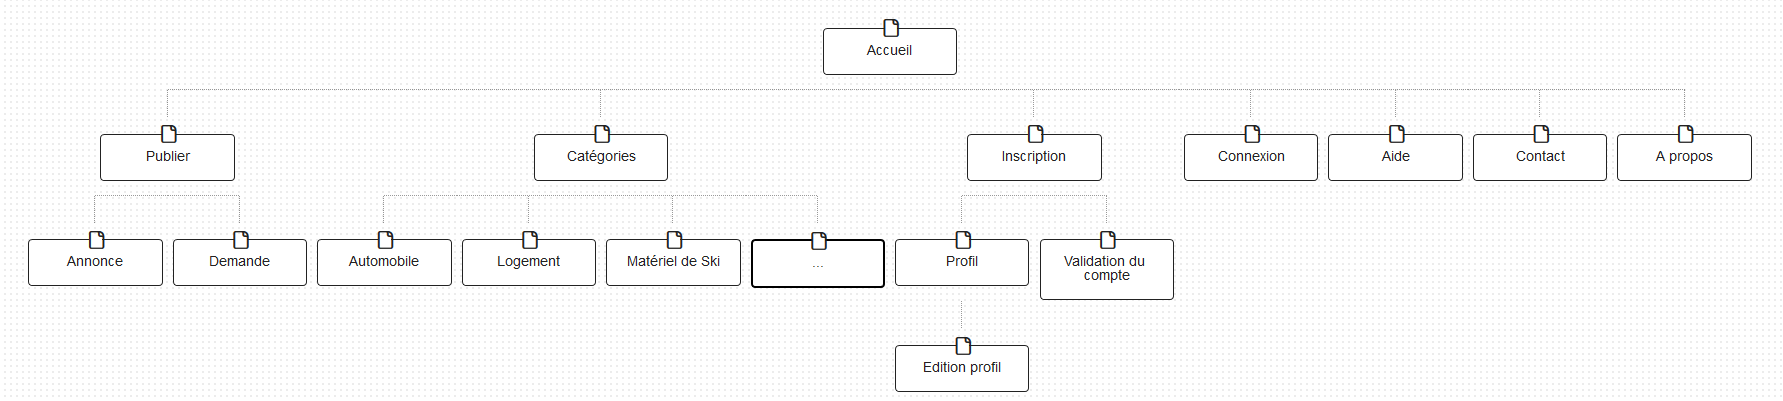 Accueil
Publier
Catégories
Inscription
Connexion
Aide
Contact
A propos
Annonce
Demande
Automobile
Logement
Matériel de Ski
...
Profil
Validation du
compte
Edition profil